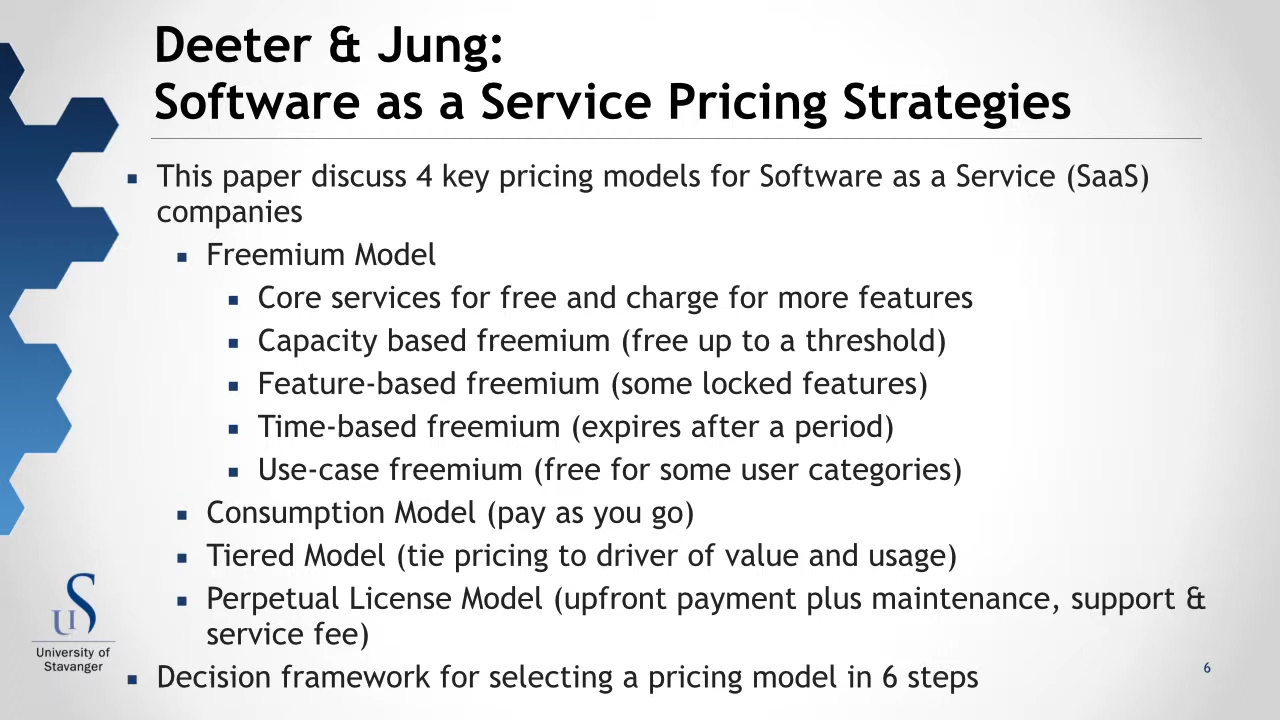 Deeter & Jung:
Software as a Service Pricing Strategies
▪ This paper discuss 4 key pricing models for Software as a Service (SaaS)
companies
▪ Freemium Model
▪ Core services for free and charge for more features
▪ Capacity based freemium (free up to a threshold)
▪ Feature-based freemium (some locked features)
▪ Time-based freemium (expires after a period)
▪ Use-case freemium (free for some user categories)
▪ Consumption Model (pay as you go)
▪ Tiered Model (tie pricing to driver of value and usage)
▪ Perpetual License Model (upfront payment plus maintenance, support &
service fee)
▪ Decision framework for selecting a pricing model in 6 steps
uS
University of
Stavanger
6